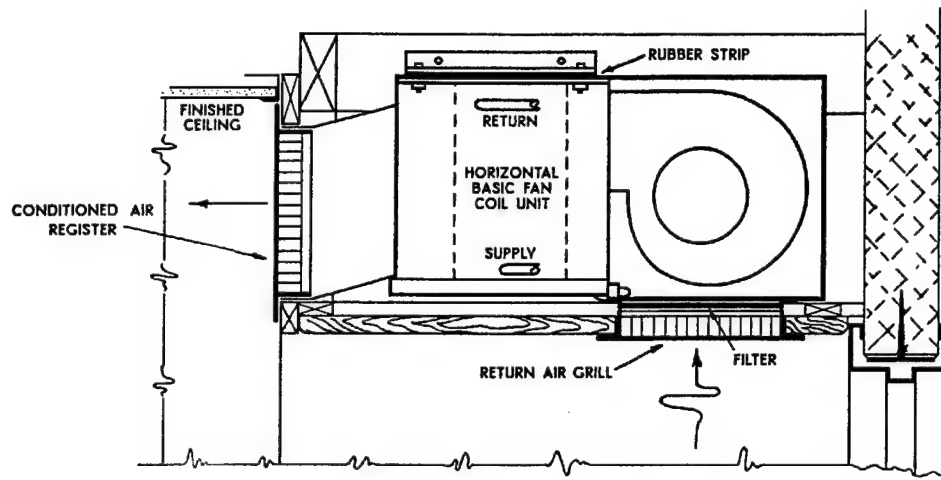 RUBBER STRIP
FINISHED
CEILING
RETURN
HORIZONTAL
BASIC FAN
COIL UNIT
CONDITIONED AIR
REGISTER
SUPPLY
FILTER
RETURN AIR GRILL